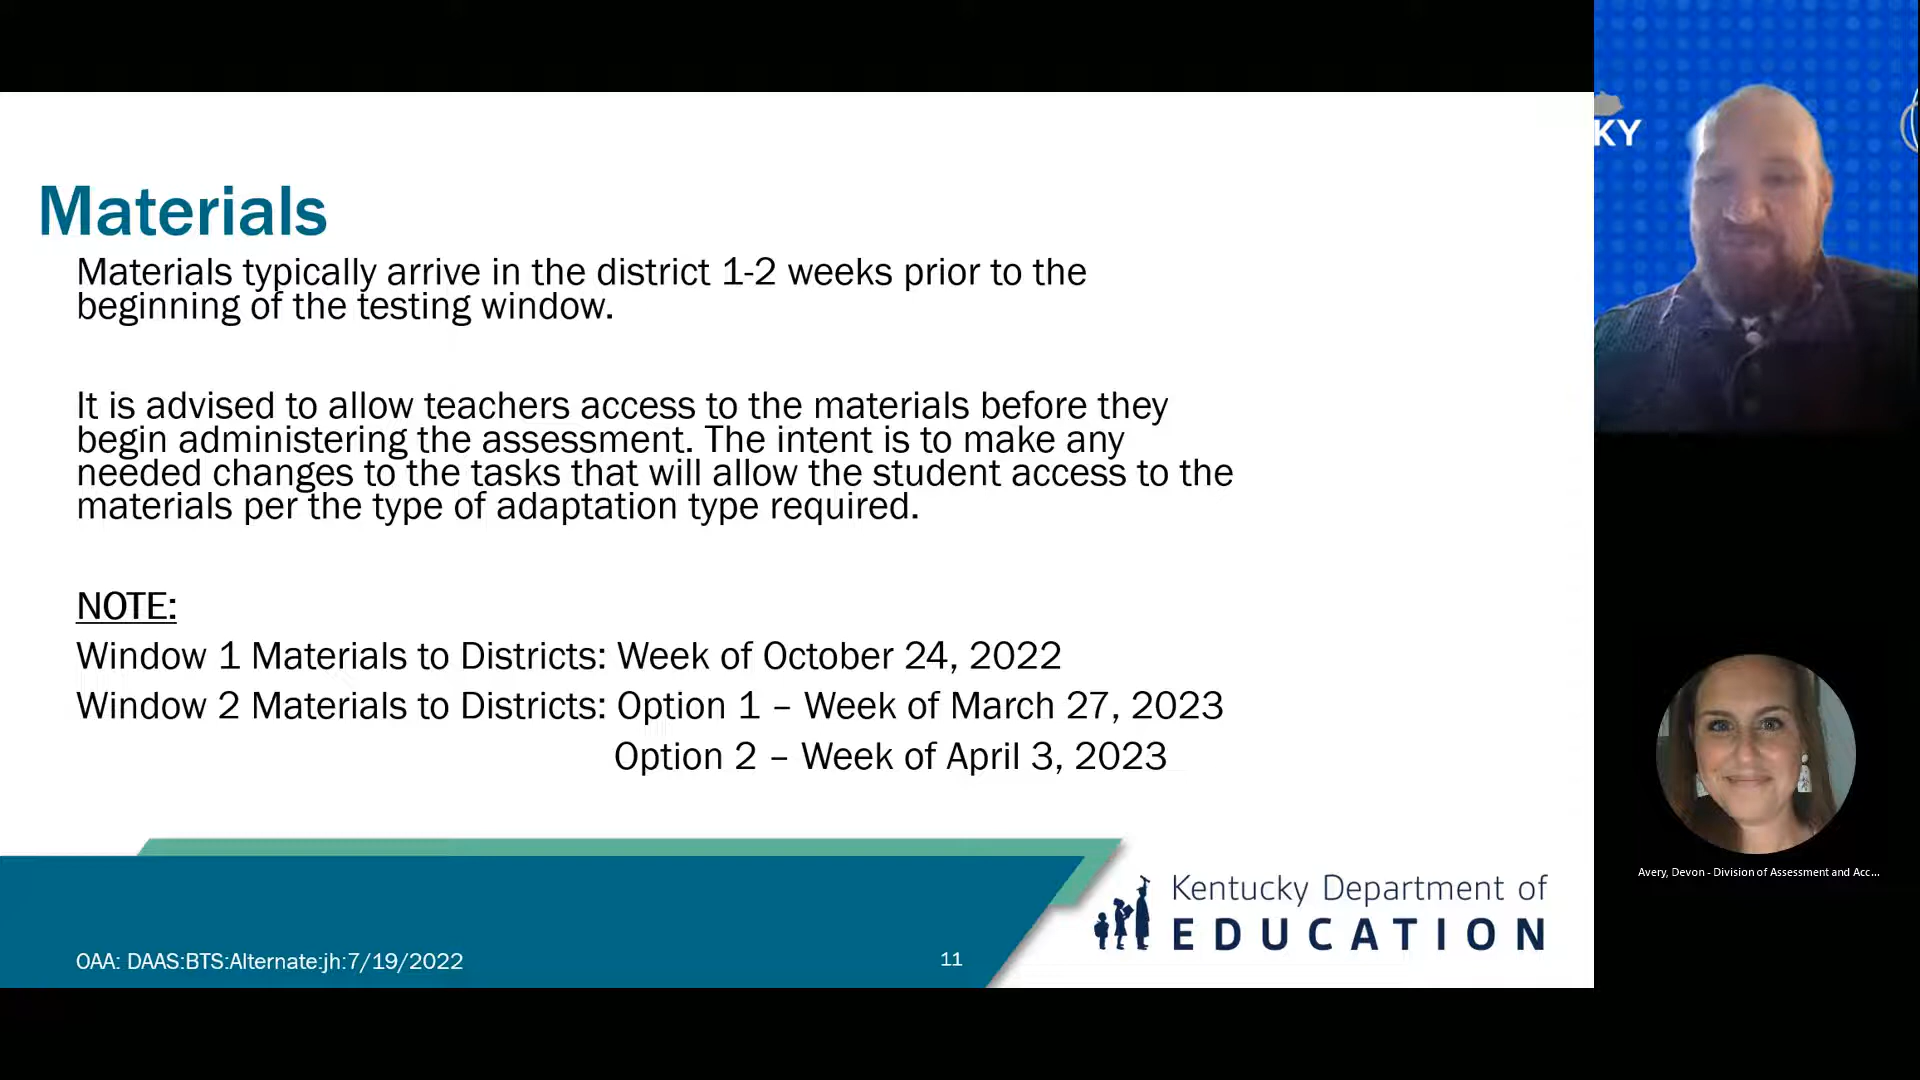 Materials
Materials typically arrive in the district 1-2 weeks prior to the
beginning of the testing window.
It is advised to allow teachers access to the materials before they
begin administering the assessment. The intent is to make any
needed changes to the tasks that will allow the student access to the
materials per the type of adaptation type required.
NOTE:
Window 1 Materials to Districts: Week of October 24, 2022
Window 2 Materials to Districts: Option 1 – Week of March 27, 2023
Option 2 – Week of April 3, 2023
OAA: DAAS:BTS:Alternate:jh:7/19/2022
11
Kentucky Department of
EDUCATION
KY
Avery, Devon - Division of Assessment and Acc...